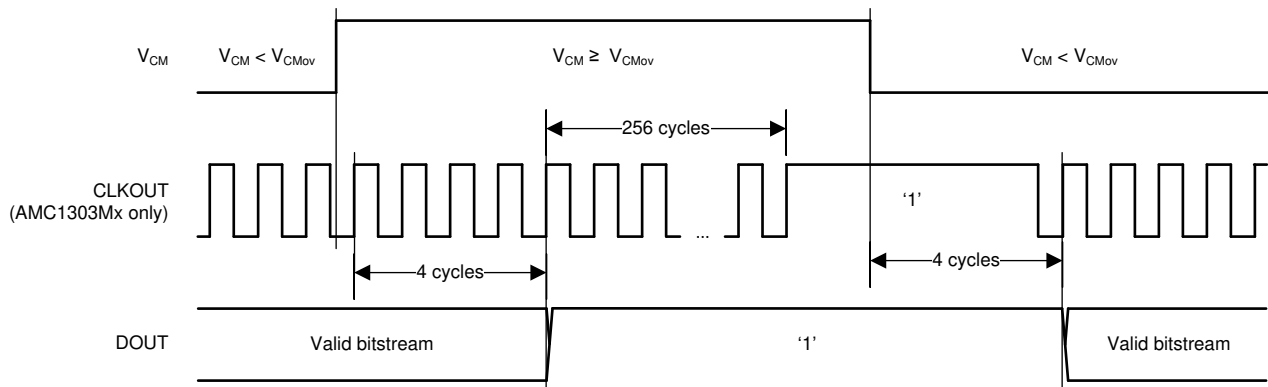 V_CM
V_CM < V_CMov
V_CM ≥ V_CMov
V_CM < V_CMov
256 cycles
CLKOUT
(AMC1303Mx only)
...
‘1’
4 cycles
4 cycles
DOUT
Valid bitstream
‘1’
Valid bitstream